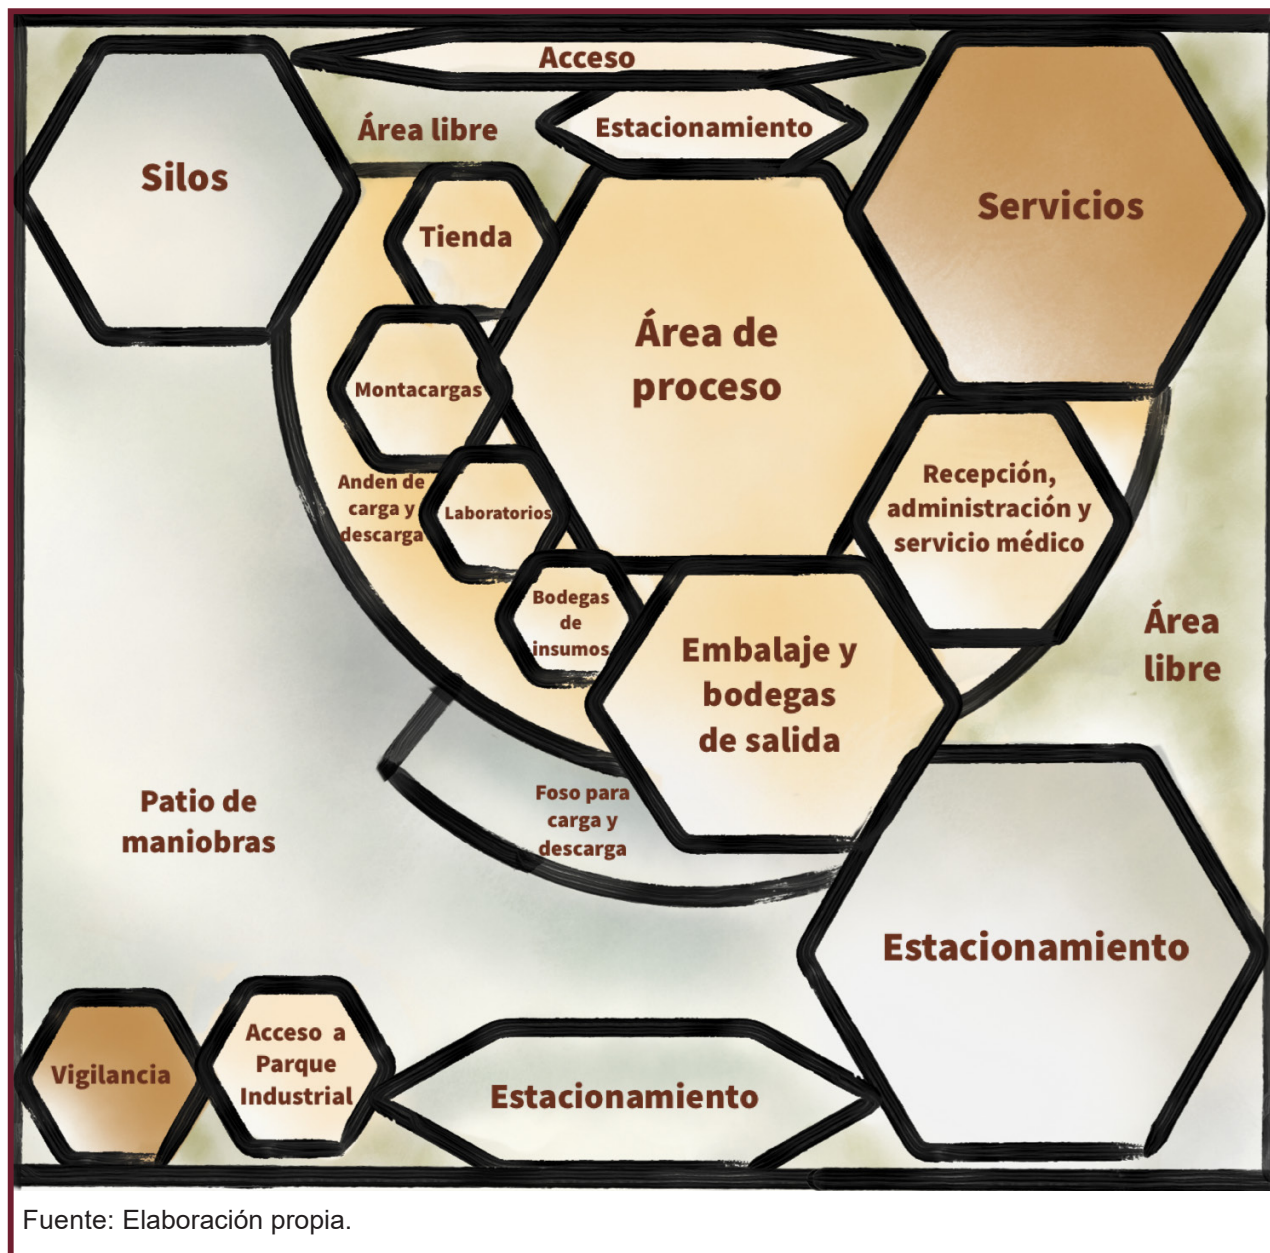 Acceso
Estacionamiento
Área libre
Silos
Servicios
Tienda
Área de
proceso
Montacargas
Anden de
carga y
descarga
Laboratorios
Recepción,
administración y
servicio médico
Bodegas
de
insumos
Embalaje y
bodegas
de salida
Área
libre
Patio de
maniobras
Foso para
carga y
descarga
Estacionamiento
Vigilancia
Acceso a
Parque
Industrial
Estacionamiento
Fuente: Elaboración propia.